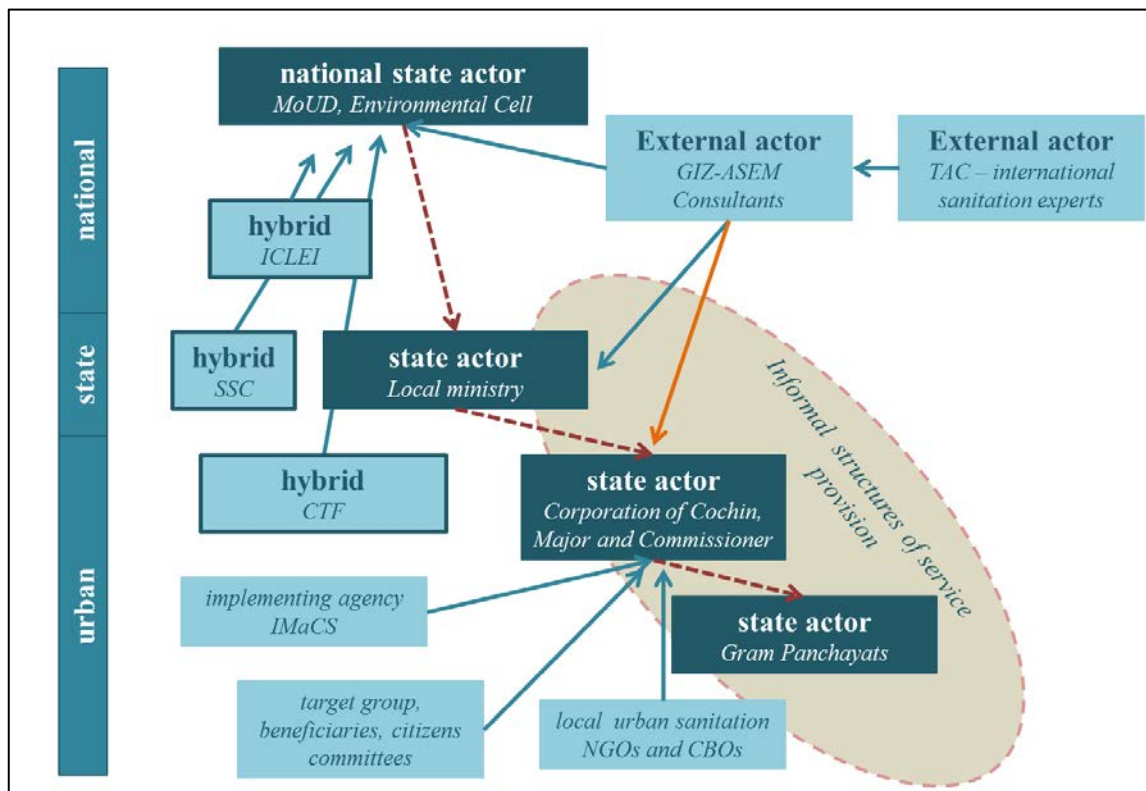 national
state
urban
national state actor
MoUD, Environmental Cell
External actor
GIZ-ASEM
Consultants
External actor
TAC – international
sanitation experts
hybrid
ICLEI
hybrid
SSC
state actor
Local ministry
hybrid
CTF
state actor
Corporation of Cochin,
Major and Commissioner
Informal structures of service
provision
implementing agency
IMaCS
state actor
Gram Panchayats
target group,
beneficiaries, citizens
committees
local urban sanitation
NGOs and CBOs